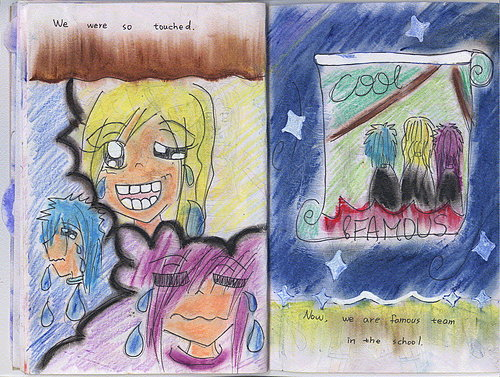 We were so touched.
COOL
&FAMOUS
Now, we are famous team
in the school.